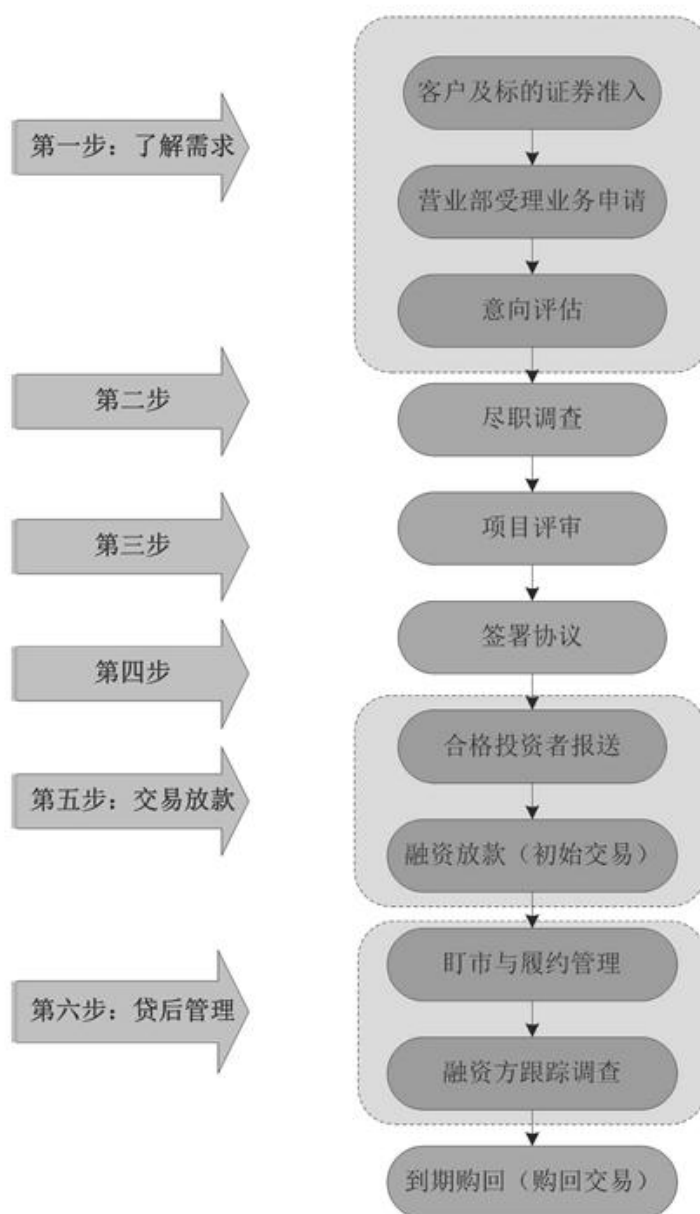 客户及标的证券准入
第一步：了解需求
营业部受理业务申请
意向评估
第二步
尽职调查
第三步
项目评审
签署协议
第四步
合格投资者报送
第五步：交易放款
融资放款（初始交易）
盯市与履约管理
第六步：贷后管理
融资方跟踪调查
到期购回（购回交易）